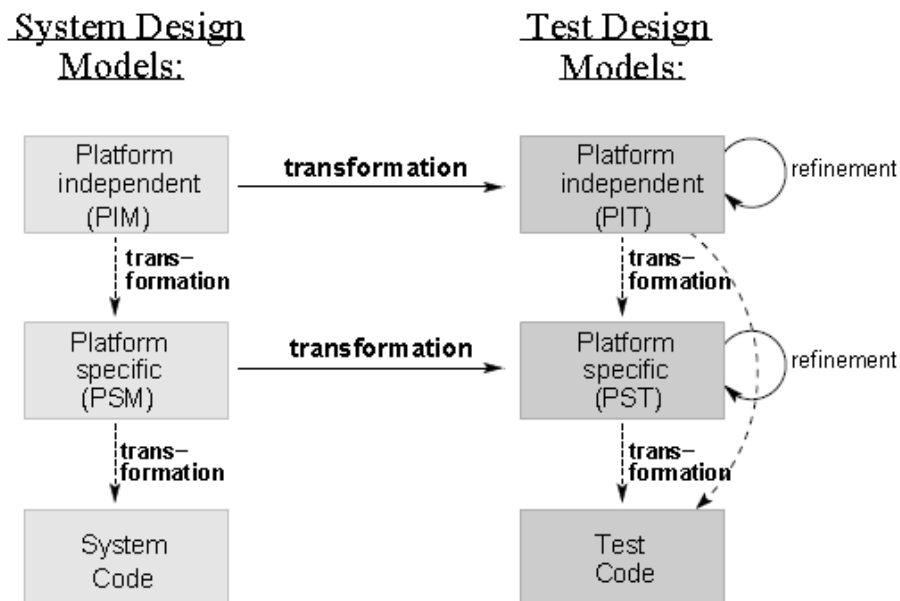 System Design
Models:
Test Design
Models:
Platform
independent
(PIM)
transformation
Platform
independent
(PIT)
refinement
trans−
formation
trans−
formation
Platform
specific
(PSM)
transformation
Platform
specific
(PST)
refinement
trans−
formation
trans−
formation
System
Code
Test
Code